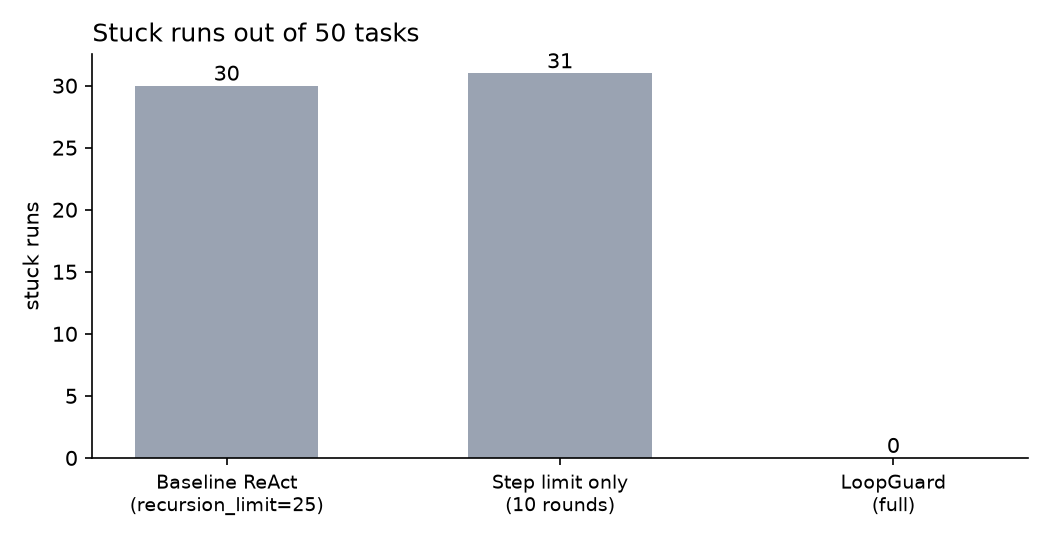 Stuck runs out of 50 tasks
stuck runs
30
25
20
15
10
5
0
30
31
0
Baseline ReAct
(recursion_limit=25)
Step limit only
(10 rounds)
LoopGuard
(full)